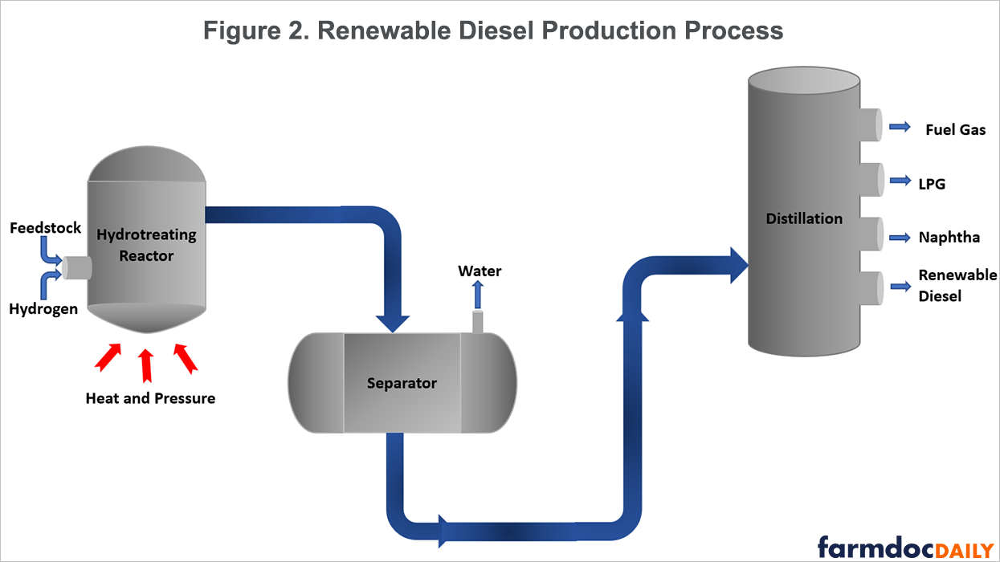 Figure 2. Renewable Diesel Production Process
Feedstock
Hydrogen
Hydrotreating
Reactor
Heat and Pressure
Water
Separator
Distillation
Fuel Gas
LPG
Naphtha
Renewable
Diesel
farmdocDAILY